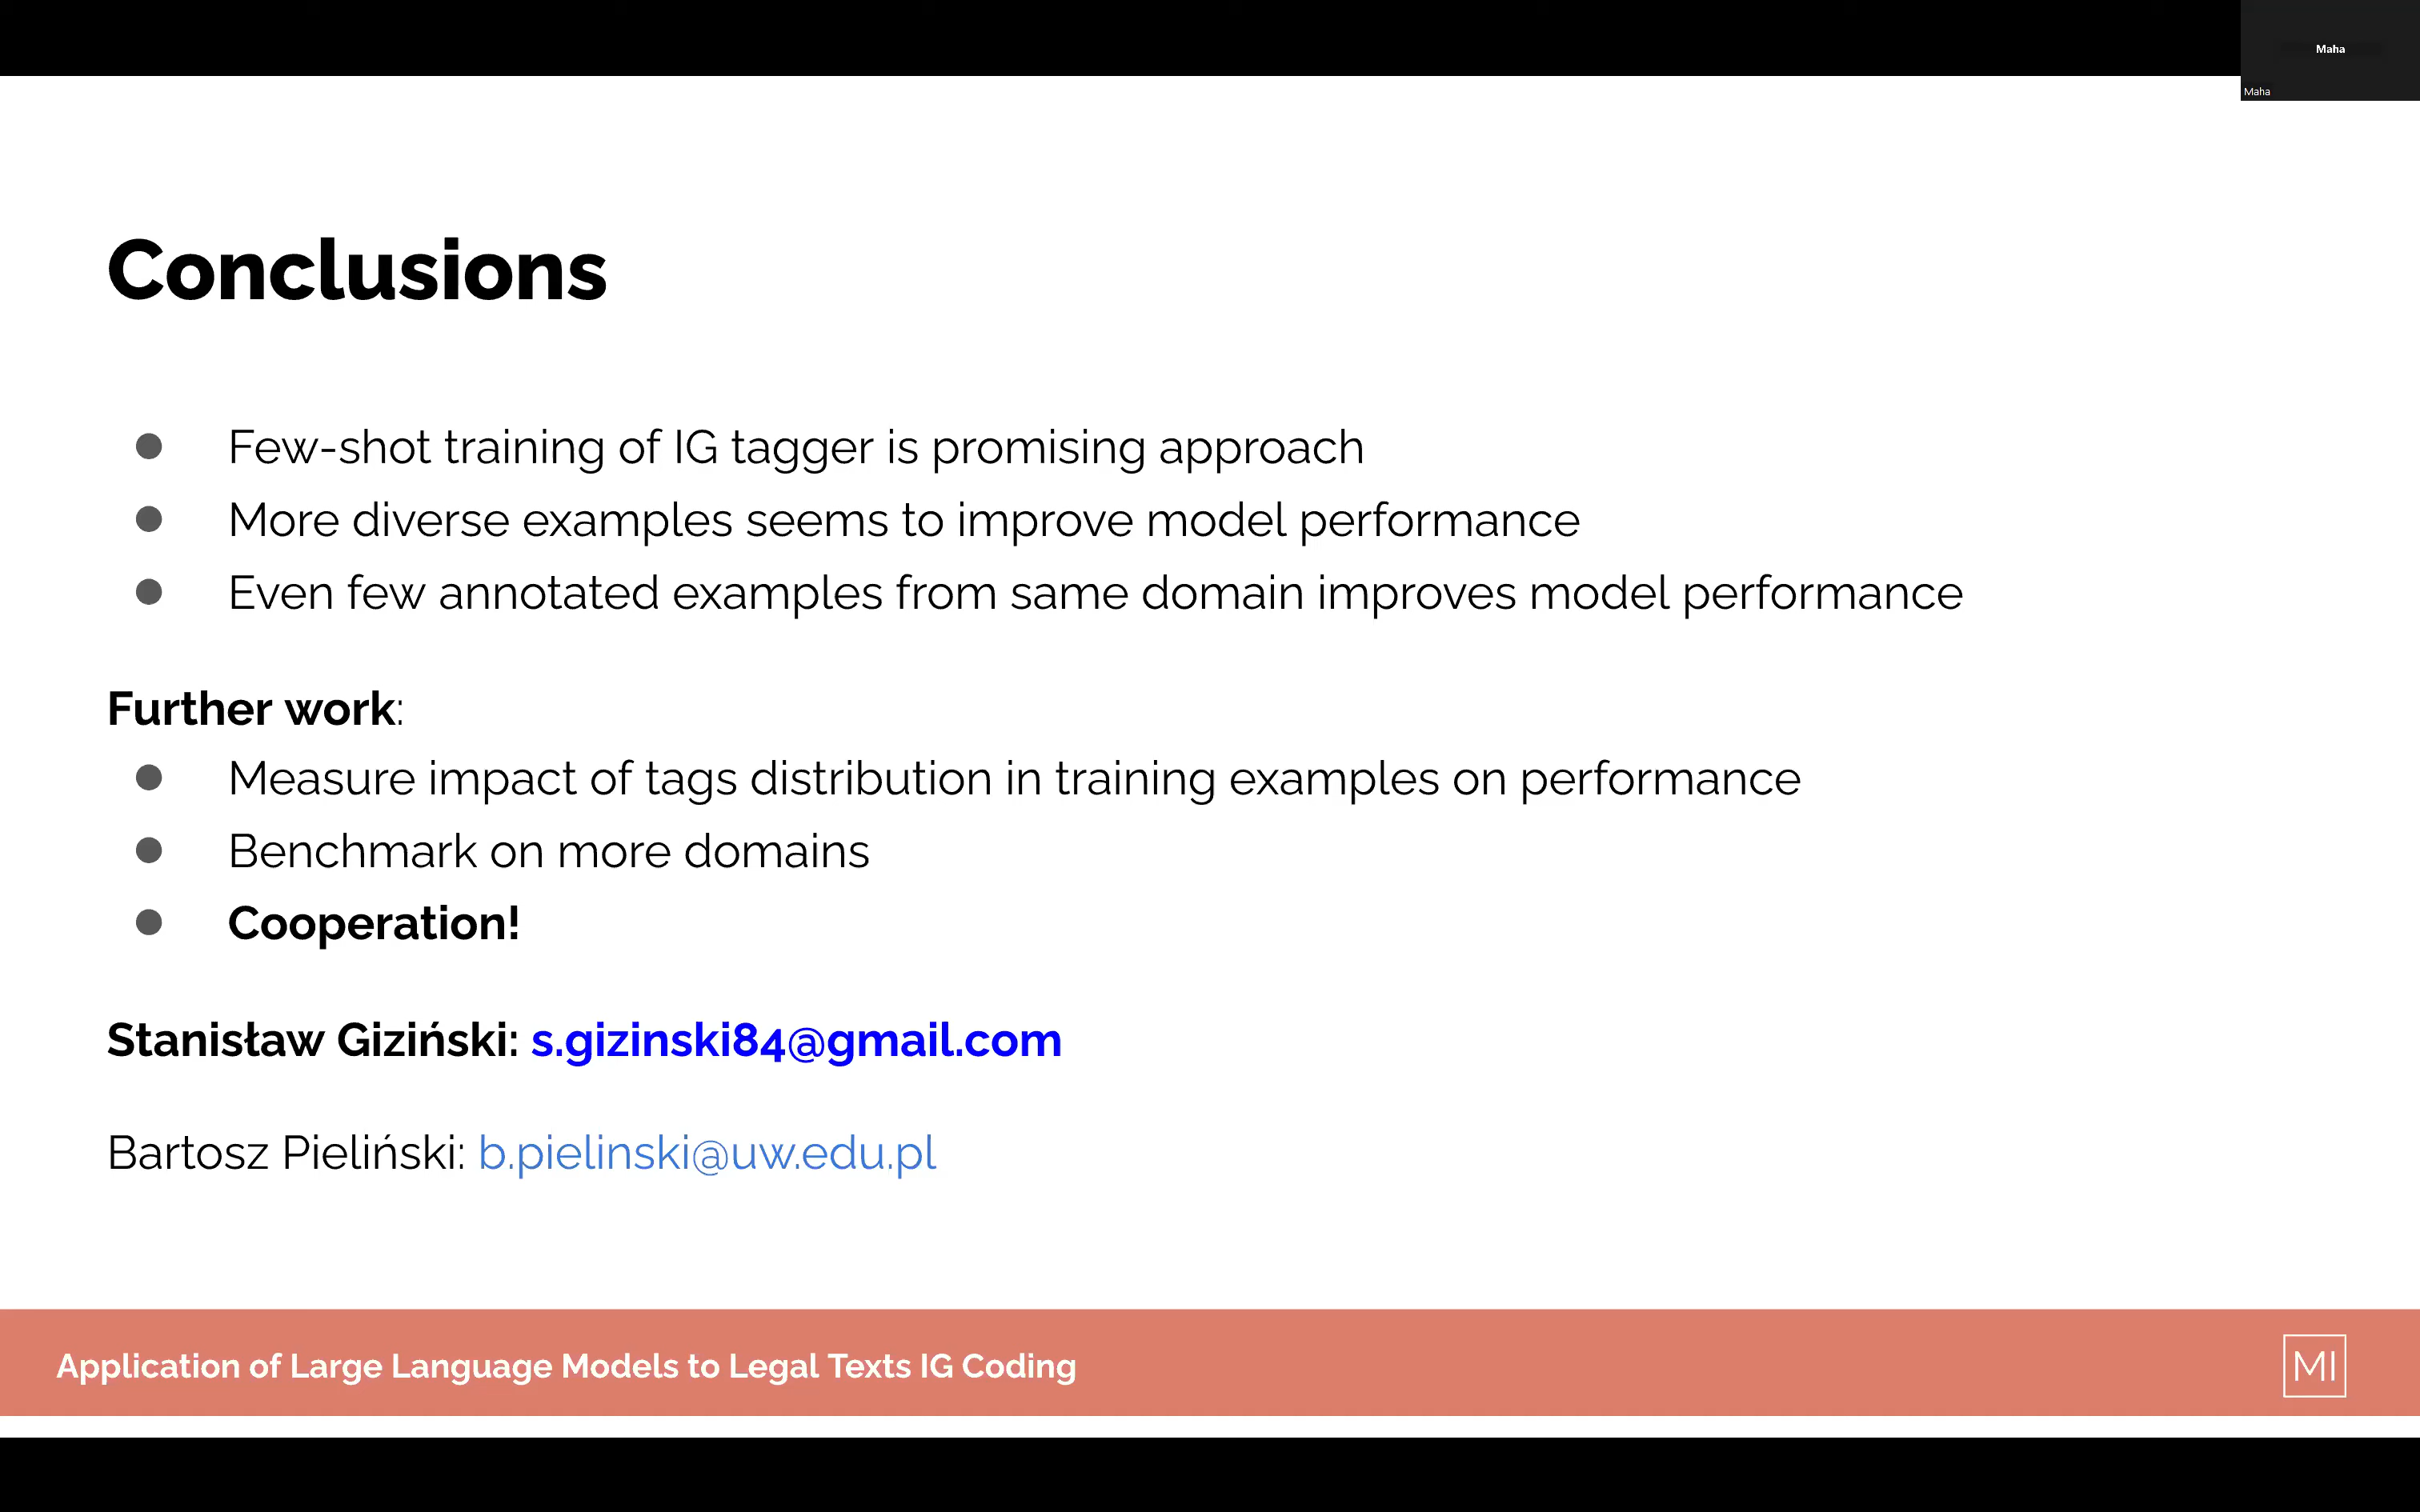 Maha
Maha
Conclusions
● Few-shot training of IG tagger is promising approach
● More diverse examples seems to improve model performance
● Even few annotated examples from same domain improves model performance
Further work:
● Measure impact of tags distribution in training examples on performance
● Benchmark on more domains
● Cooperation!
Stanisław Giziński: s.gizinski84@gmail.com
Bartosz Pieliński: b.pielinski@uw.edu.pl
Application of Large Language Models to Legal Texts IG Coding
MI